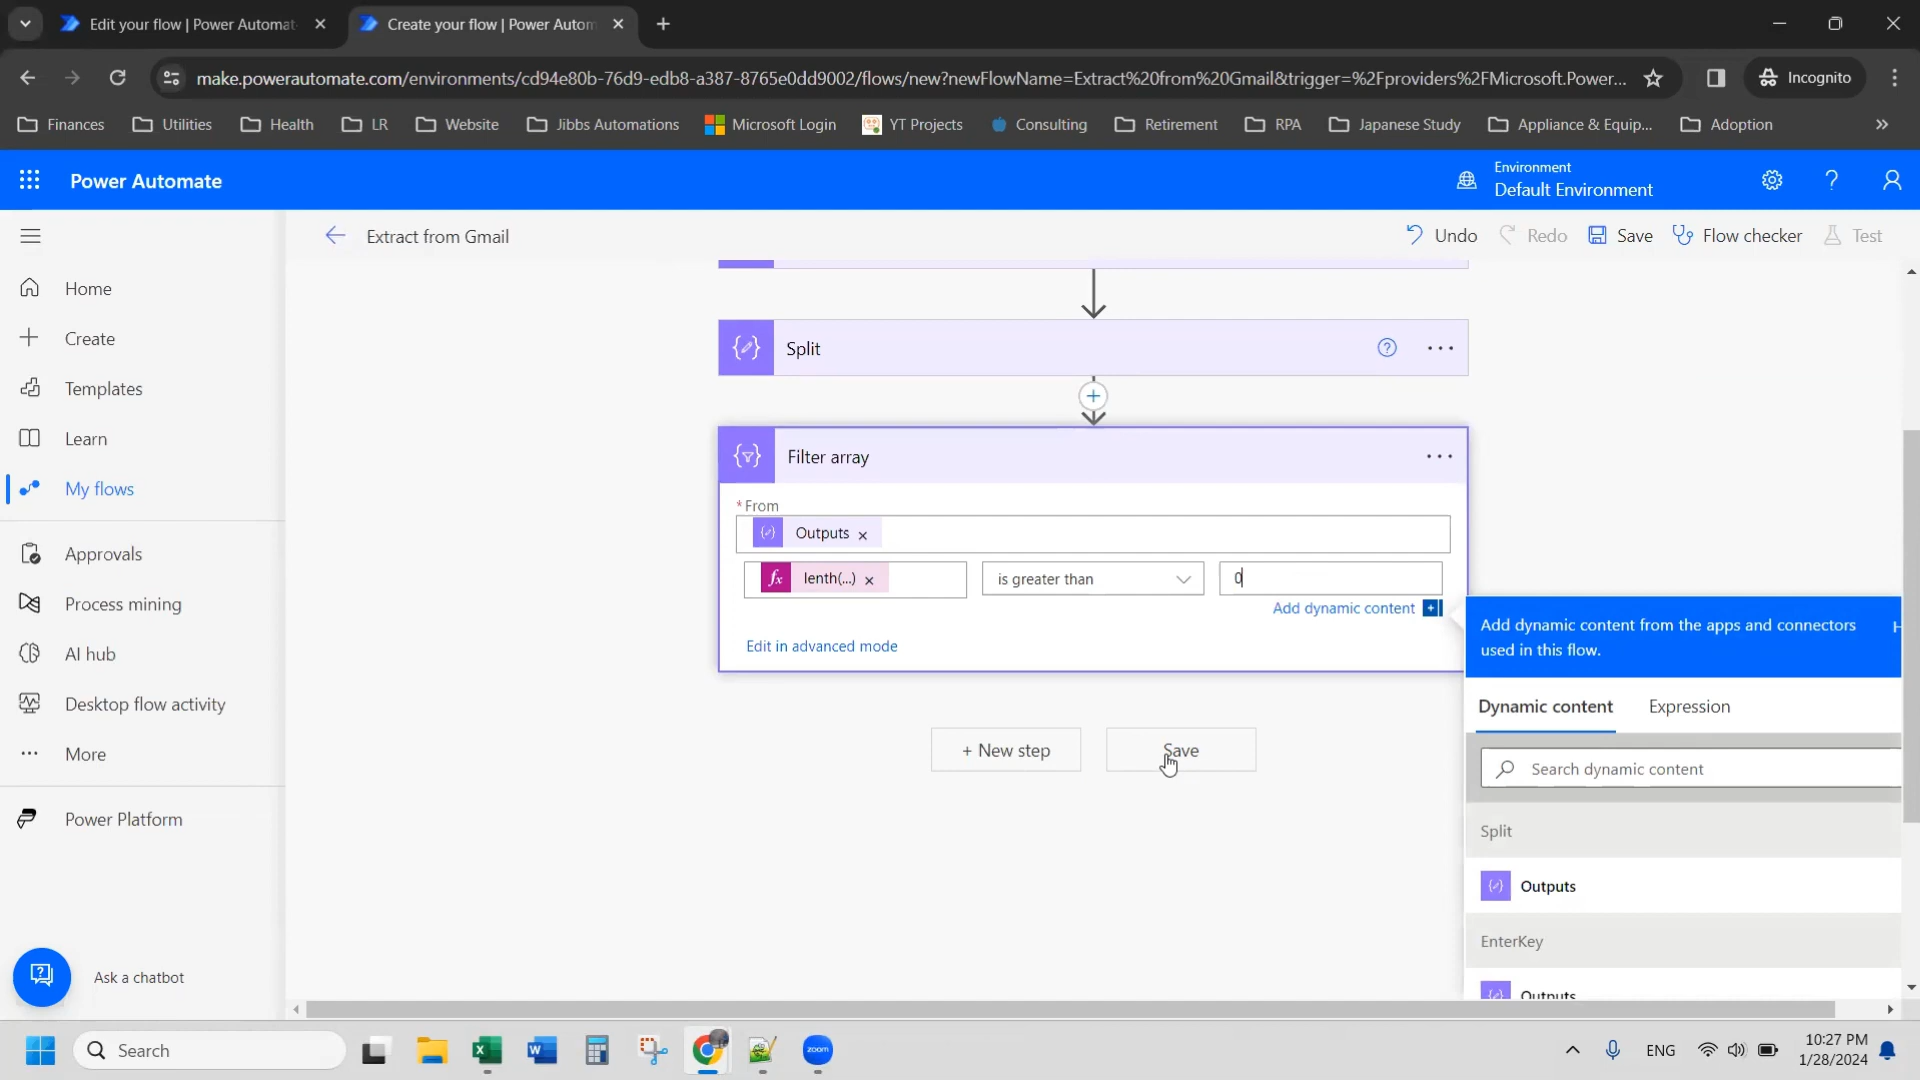 Edit your flow | Power Automat
Create your flow | Power Autom
make.powerautomate.com/environments/cd94e80b-76d9-edb8-a387-8765e0dd9002/flows/new?newFlowName=Extract%20from%20Gmail&trigger=%2Fproviders%2FMicrosoft.Power...
Incognito
Finances
Utilities
Health
LR
Website
Jibbs Automations
Microsoft Login
YT Projects
Consulting
Retirement
RPA
Japanese Study
Appliance & Equip...
Adoption
»
Power Automate
Environment
Default Environment
?
Extract from Gmail
Undo
Redo
Save
Flow checker
Test
Home
Create
Templates
Learn
My flows
Approvals
Process mining
AI hub
Desktop flow activity
More
Power Platform
Ask a chatbot
Split
Filter array
* From
Outputs
fx lenth(...)
is greater than
0
Add dynamic content
Edit in advanced mode
+ New step
Save
Add dynamic content from the apps and connectors
used in this flow.
H
Dynamic content
Expression
Search dynamic content
Split
Outputs
EnterKey
Outputs
Search
zoom
ENG
10:27 PM
1/28/2024